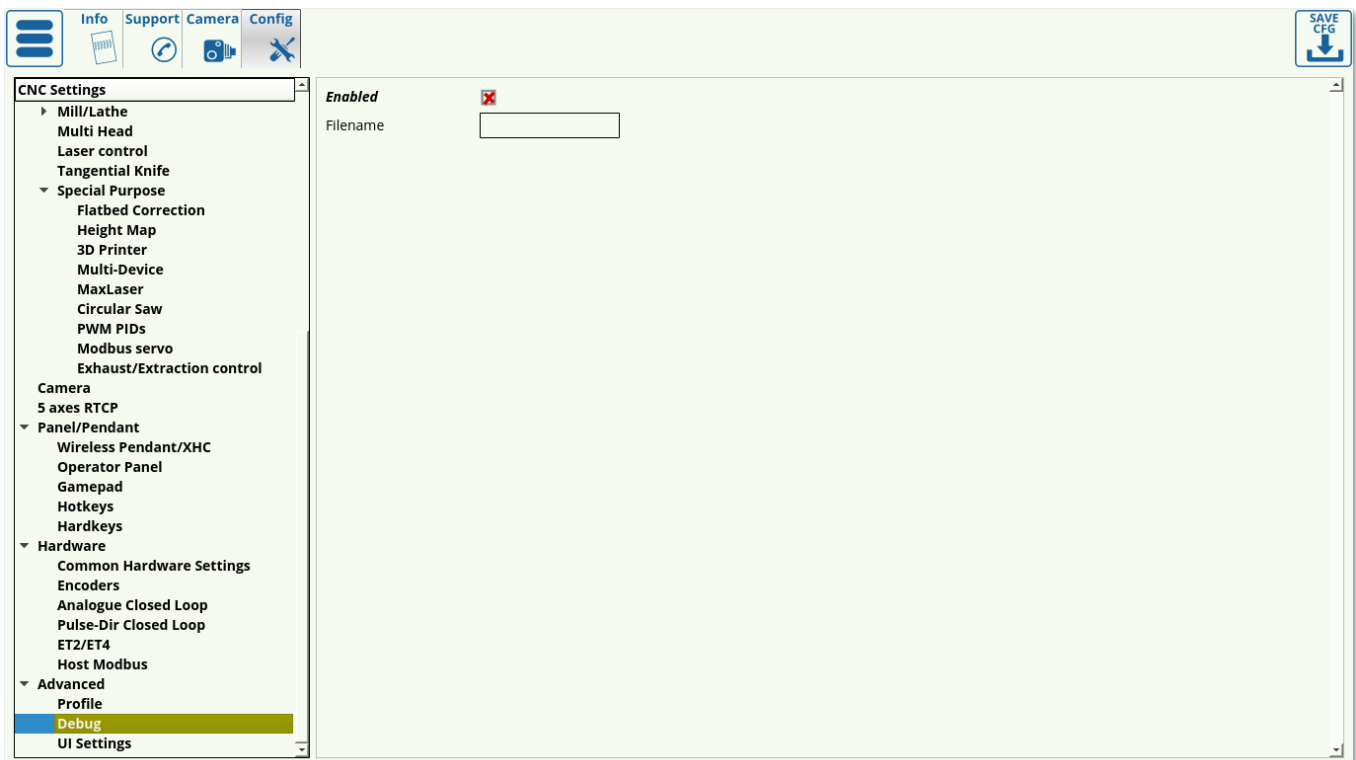 Info
Support
Camera
Config
SAVE
CFG
CNC Settings
Mill/Lathe
Multi Head
Laser control
Tangential Knife
Special Purpose
Flatbed Correction
Height Map
3D Printer
Multi-Device
MaxLaser
Circular Saw
PWM PIDs
Modbus servo
Exhaust/Extraction control
Camera
5 axes RTCP
Panel/Pendant
Wireless Pendant/XHC
Operator Panel
Gamepad
Hotkeys
Hardkeys
Hardware
Common Hardware Settings
Encoders
Analogue Closed Loop
Pulse-Dir Closed Loop
ET2/ET4
Host Modbus
Advanced
Profile
Debug
UI Settings
Enabled
Filename